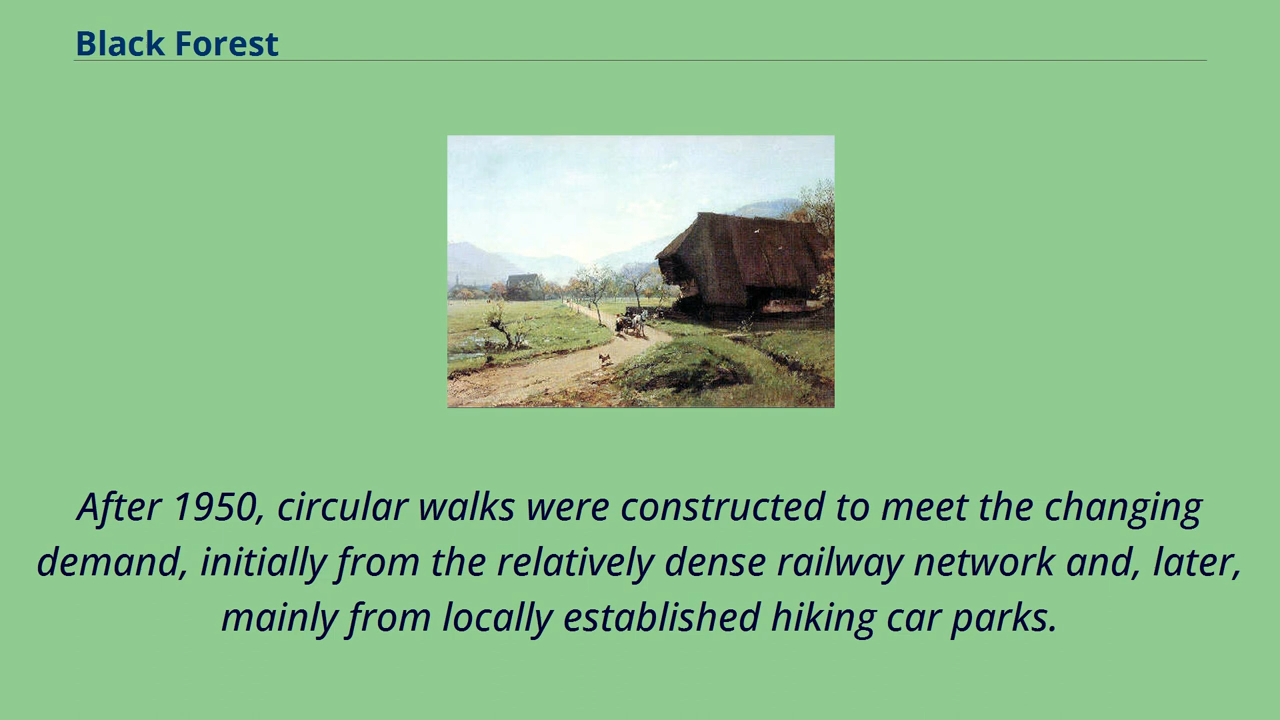 Black Forest
After 1950, circular walks were constructed to meet the changing
demand, initially from the relatively dense railway network and, later,
mainly from locally established hiking car parks.